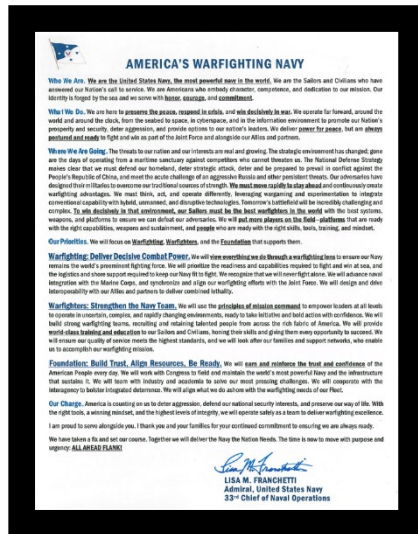 AMERICA'S WARFIGHTING NAVY
Who We Are. We are the United States Navy, the most powerful navy in the world. We are the Sailors and Civilians who have
answered our Nation's call to service. We are Americans who embody character, competence, and dedication to our mission. Our
identity is forged by the sea and we serve with honor, courage, and commitment.
What We Do. We are here to preserve the peace, respond in crisis, and win decisively in war. We operate far forward, around the
world and around the clock, from the seabed to space, in cyberspace, and in the information environment to promote our Nation's
prosperity and security, deter aggression, and provide options to our nation's leaders. We deliver power for peace, but are always
postured and ready to fight and win as part of the Joint Force and alongside our Allies and partners.
Where We Are Going. The threats to our nation and our interests are real and growing. The strategic environment has changed; gone
are the days of operating from a maritime sanctuary against competitors who cannot threaten us. The National Defense Strategy
makes clear that we must defend our homeland, deter strategic attack, deter and be prepared to prevail in conflict against the
People's Republic of China, and meet the acute challenge of an aggressive Russia and other persistent threats. Our adversaries have
designed their militaries to overcome our traditional sources of strength. We must move rapidly to stay ahead and continuously create
warfighting advantages. We must think, act, and operate differently, leveraging wargaming and experimentation to integrate
conventional capability with hybrid, unmanned, and disruptive technologies. Tomorrow's battlefield will be incredibly challenging and
complex. To win decisively in that environment, our Sailors must be the best warfighters in the world with the best systems,
weapons, and platforms to ensure we can defeat our adversaries. We will put more players on the field–platforms that are ready
with the right capabilities, weapons and sustainment, and people who are ready with the right skills, tools, training, and mindset.
Our Priorities. We will focus on Warfighting, Warfighters, and the Foundation that supports them.
Warfighting: Deliver Decisive Combat Power. We will view everything we do through a warfighting lens to ensure our Navy
remains the world's preeminent fighting force. We will prioritize the readiness and capabilities required to fight and win at sea, and
the logistics and shore support required to keep our Navy fit to fight. We recognize that we will never fight alone. We will advance naval
integration with the Marine Corps, and synchronize and align our warfighting efforts with the Joint Force. We will design and drive
interoperability with our Allies and partners to deliver combined lethality.
Warfighters: Strengthen the Navy Team. We will use the principles of mission command to empower leaders at all levels
to operate in uncertain, complex, and rapidly changing environments, ready to take initiative and bold action with confidence. We will
build strong warfighting teams, recruiting and retaining talented people from across the rich fabric of America. We will provide
world-class training and education to our Sailors and Civilians, honing their skills and giving them every opportunity to succeed. We
will ensure our quality of service meets the highest standards, and we will look after our families and support networks, who enable
us to accomplish our warfighting mission.
Foundation: Build Trust, Align Resources, Be Ready. We will earn and reinforce the trust and confidence of the
American People every day. We will work with Congress to field and maintain the world's most powerful Navy and the infrastructure
that sustains it. We will team with industry and academia to solve our most pressing challenges. We will cooperate with the
interagency to bolster integrated deterrence. We will align what we do ashore with the warfighting needs of our Fleet.
Our Charge. America is counting on us to deter aggression, defend our national security interests, and preserve our way of life. With
the right tools, a winning mindset, and the highest levels of integrity, we will operate safely as a team to deliver warfighting excellence.
I am proud to serve alongside you. I thank you and your families for your continued commitment to ensuring we are always ready.
We have taken a fix and set our course. Together we will deliver the Navy the Nation Needs. The time is now to move with purpose and
urgency: ALL AHEAD FLANK!
Lisa M. Franchetti
LISA M. FRANCHETTI
Admiral, United States Navy
33rd Chief of Naval Operations